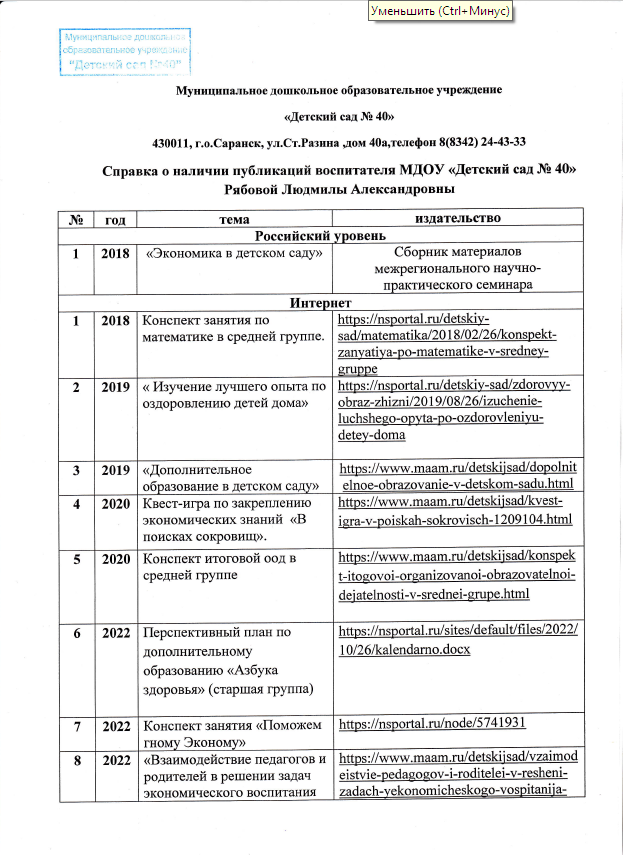 Уменьшить (Ctrl+Минус)
Муниципальное дошкольное
образовательное учреждение
"Детский сад №40"
Муниципальное дошкольное образовательное учреждение
«Детский сад № 40»
430011, г.о.Саранск, ул.Ст.Разина ,дом 40а,телефон 8(8342) 24-43-33
Справка о наличии публикаций воспитателя МДОУ «Детский сад № 40»
Рябовой Людмилы Александровны
№ год тема издательство
Российский уровень
1 2018 «Экономика в детском саду» Сборник материалов
межрегионального научно-
практического семинара
Интернет
1 2018 Конспект занятия по https://nsportal.ru/detskiy-
математике в средней группе. sad/matematika/2018/02/26/konspekt-
zanyatiya-po-matematike-v-sredney-
gruppe
2 2019 « Изучение лучшего опыта по https://nsportal.ru/detskiy-sad/zdorovyy-
оздоровлению детей дома» obraz-zhizni/2019/08/26/izuchenie-
luchshego-opyta-po-ozdorovleniyu-
detey-doma
3 2019 «Дополнительное https://www.maam.ru/detskijsad/dopolnit
образование в детском саду» elnoe-obrazovanie-v-detskom-sadu.html
4 2020 Квест-игра по закреплению https://www.maam.ru/detskijsad/kvest-
экономических знаний «В igra-v-poiskah-sokrovisch-1209104.html
поисках сокровищ».
5 2020 Конспект итоговой оод в https://www.maam.ru/detskijsad/konspek
средней группе t-itogovoi-organizovanoi-obrazovatelnoi-
dejatelnosti-v-srednei-grupe.html
6 2022 Перспективный план по https://nsportal.ru/sites/default/files/2022/
дополнительному 10/26/kalendarno.docx
образованию «Азбука
здоровья» (старшая группа)
7 2022 Конспект занятия «Поможем https://nsportal.ru/node/5741931
гному Эконому»
8 2022 «Взаимодействие педагогов и https://www.maam.ru/detskijsad/vzaimod
родителей в решении задач eistvie-pedagogov-i-roditelei-v-resheni-
экономического воспитания zadach-yekonomicheskogo-vospitanija-